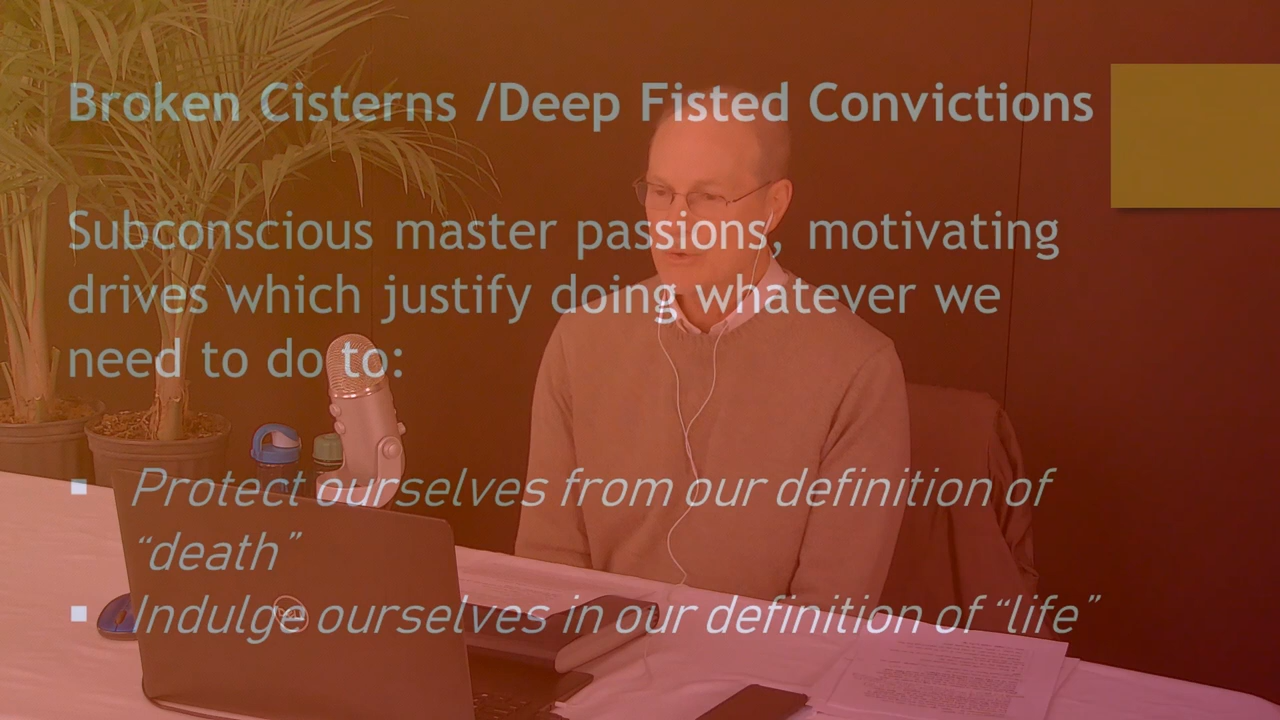 Broken Cisterns /Deep Fisted Convictions
Subconscious master passions, motivating
drives which justify doing whatever we
need to do to:
▪ Protect ourselves from our definition of
“death”
▪ Indulge ourselves in our definition of “life”
DELL